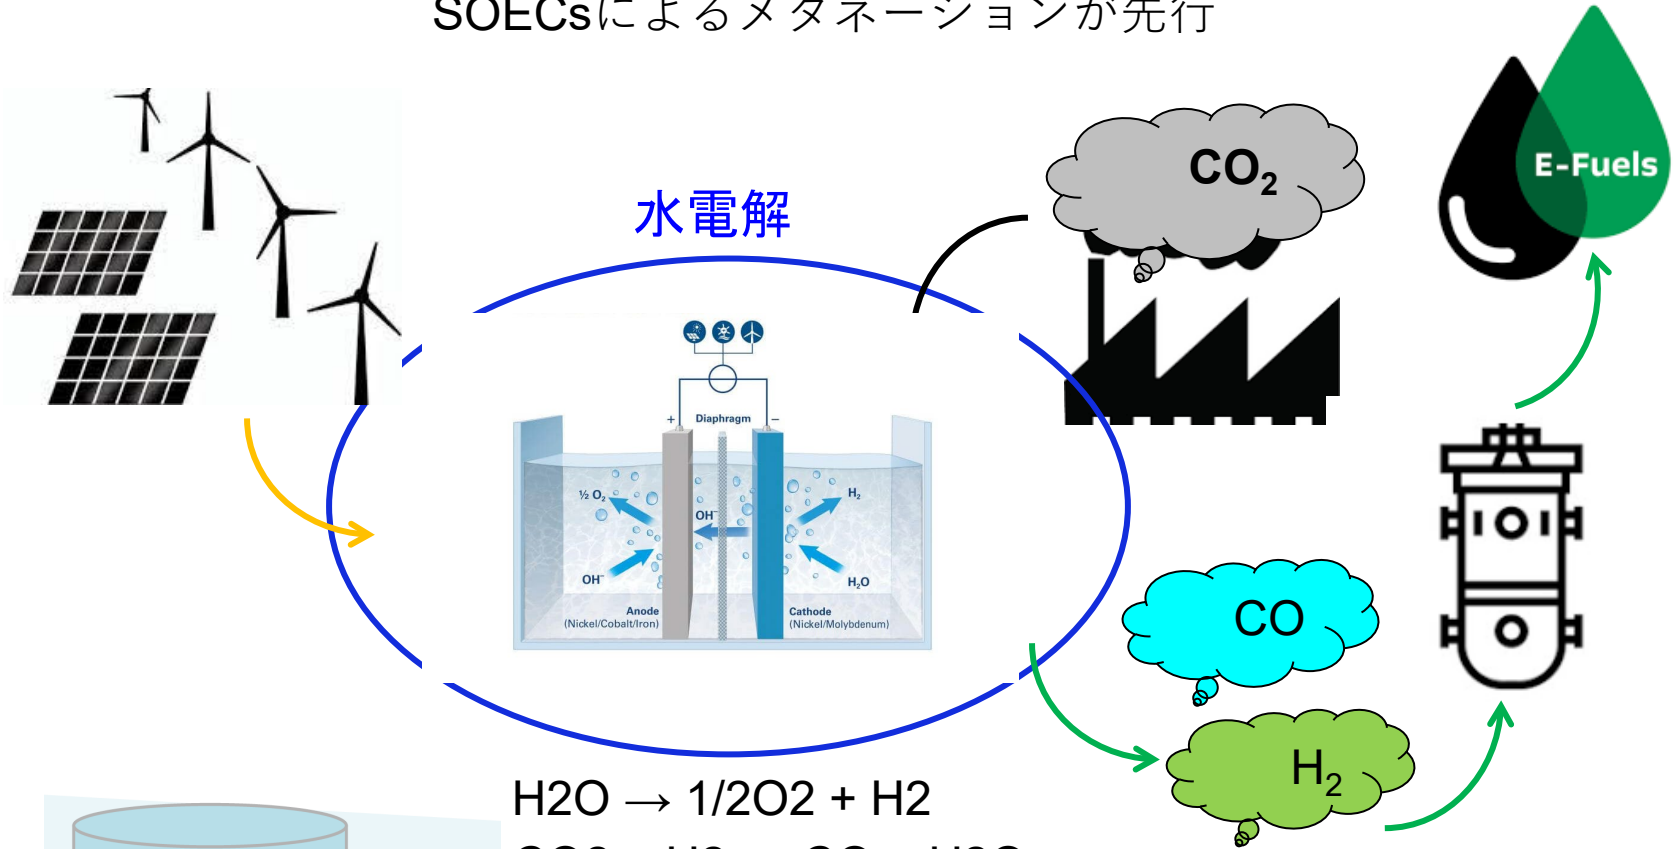 SOECsによるメタネーションが先行
CO2
E-Fuels
水電解
+ Diaphragm −
½ O2
OH−
H2
OH−
H2O
Anode
(Nickel/Cobalt/Iron)
Cathode
(Nickel/Molybdenum)
CO
H2
H2O → 1/2O2 + H2